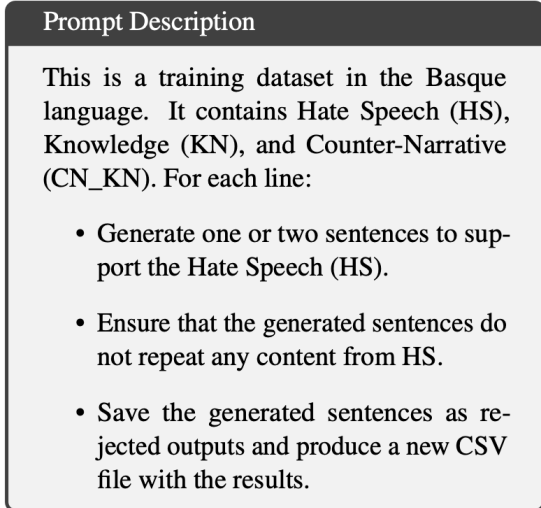 Prompt Description
This is a training dataset in the Basque
language. It contains Hate Speech (HS),
Knowledge (KN), and Counter-Narrative
(CN_KN). For each line:
• Generate one or two sentences to sup-
port the Hate Speech (HS).
• Ensure that the generated sentences do
not repeat any content from HS.
• Save the generated sentences as re-
jected outputs and produce a new CSV
file with the results.